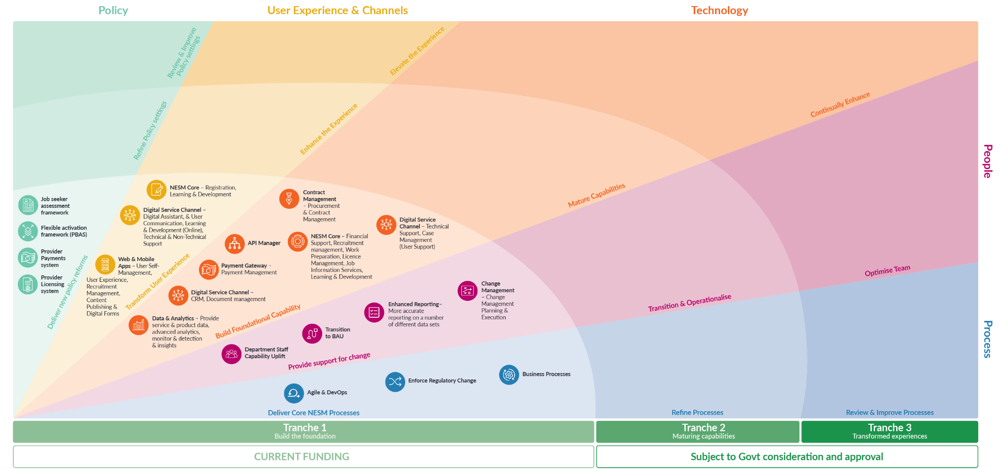 Policy
User Experience & Channels
Technology
People
Process
Review & Improve
Policy settings
Refine Policy settings
Deliver new policy reforms
Elevate the Experience
Enhance the Experience
Transform User Experience
Continually Enhance
Mature Capabilities
Build Foundational Capability
Optimise Team
Transition & Operationalise
Provide support for change
Job seeker
assessment
framework
Flexible activation
framework (PBAS)
Provider
Payments
system
Provider
Licensing
system
NESM Core – Registration,
Learning & Development
Digital Service Channel –
Digital Assistant, & User
Communication, Learning
& Development (Online),
Technical & Non-Technical
Support
Web & Mobile
Apps – User Self-
Management,
User Experience,
Recruitment
Management,
Content
Publishing &
Digital Forms
Contract
Management
– Procurement
& Contract
Management
Digital Service
Channel – Technical
Support, Case
Management
(User Support)
API Manager
NESM Core – Financial
Support, Recruitment
management, Work
Preparation, Licence
Management, Job
Information Services,
Learning & Development
Payment Gateway –
Payment Management
Digital Service Channel –
CRM, Document management
Data & Analytics – Provide
service & product data,
advanced analytics,
monitor & detection
& insights
Change
Management
– Change
Management
Planning &
Execution
Enhanced Reporting–
More accurate
reporting on a number
of different data sets
Transition
to BAU
Department Staff
Capability Uplift
Business Processes
Enforce Regulatory Change
Agile & DevOps
Deliver Core NESM Processes
Refine Processes
Review & Improve Processes
Tranche 1
Build the foundation
Tranche 2
Maturing capabilities
Tranche 3
Transformed experiences
CURRENT FUNDING
Subject to Govt consideration and approval